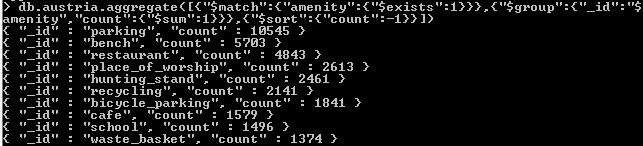 > db.austria.aggregate([{"$match":{"amenity":{"$exists":1}}},{"$group":{"_id":"$
amenity","count":{"$sum":1}}},{"$sort":{"count":-1}}])
{ "_id" : "parking", "count" : 10545 }
{ "_id" : "bench", "count" : 5703 }
{ "_id" : "restaurant", "count" : 4843 }
{ "_id" : "place_of_worship", "count" : 2613 }
{ "_id" : "hunting_stand", "count" : 2461 }
{ "_id" : "recycling", "count" : 2141 }
{ "_id" : "bicycle_parking", "count" : 1841 }
{ "_id" : "cafe", "count" : 1579 }
{ "_id" : "school", "count" : 1496 }
{ "_id" : "waste_basket", "count" : 1374 }